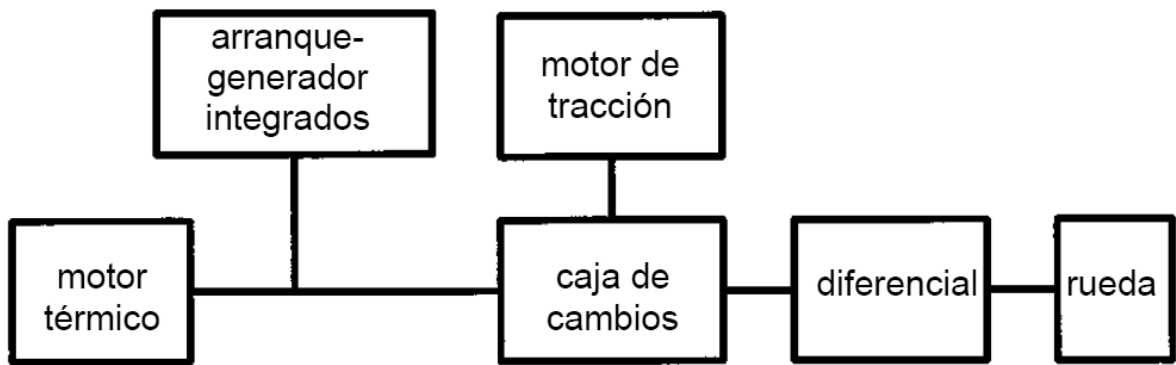 arranque-
generador
integrados
motor de
tracción
motor
térmico
caja de
cambios
diferencial
rueda